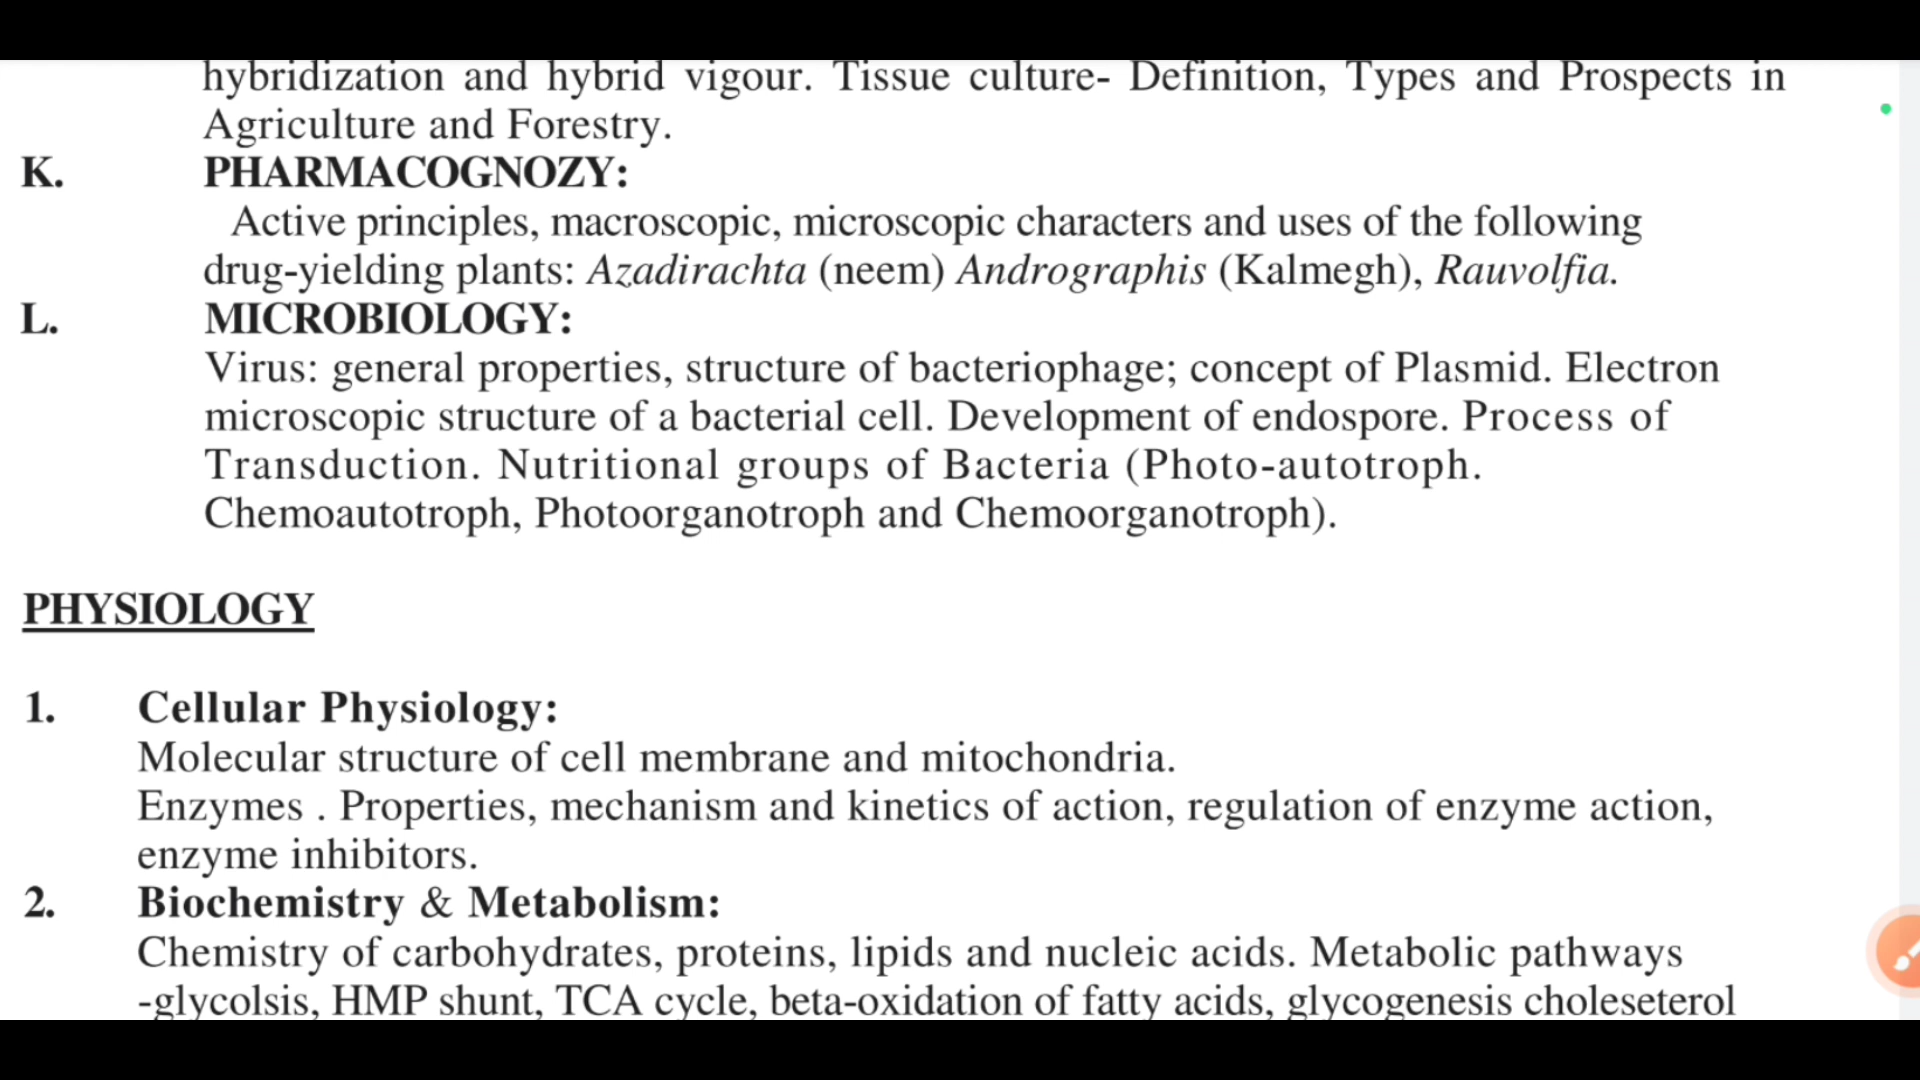 hybridization and hybrid vigour. Tissue culture- Definition, Types and Prospects in
Agriculture and Forestry.
K. PHARMACOGNOZY:
Active principles, macroscopic, microscopic characters and uses of the following
drug-yielding plants: Azadirachta (neem) Andrographis (Kalmegh), Rauvolfia.
L. MICROBIOLOGY:
Virus: general properties, structure of bacteriophage; concept of Plasmid. Electron
microscopic structure of a bacterial cell. Development of endospore. Process of
Transduction. Nutritional groups of Bacteria (Photo-autotroph.
Chemoautotroph, Photoorganotroph and Chemoorganotroph).
PHYSIOLOGY
1. Cellular Physiology:
Molecular structure of cell membrane and mitochondria.
Enzymes . Properties, mechanism and kinetics of action, regulation of enzyme action,
enzyme inhibitors.
2. Biochemistry & Metabolism:
Chemistry of carbohydrates, proteins, lipids and nucleic acids. Metabolic pathways
-glycolsis, HMP shunt, TCA cycle, beta-oxidation of fatty acids, glycogenesis choleseterol